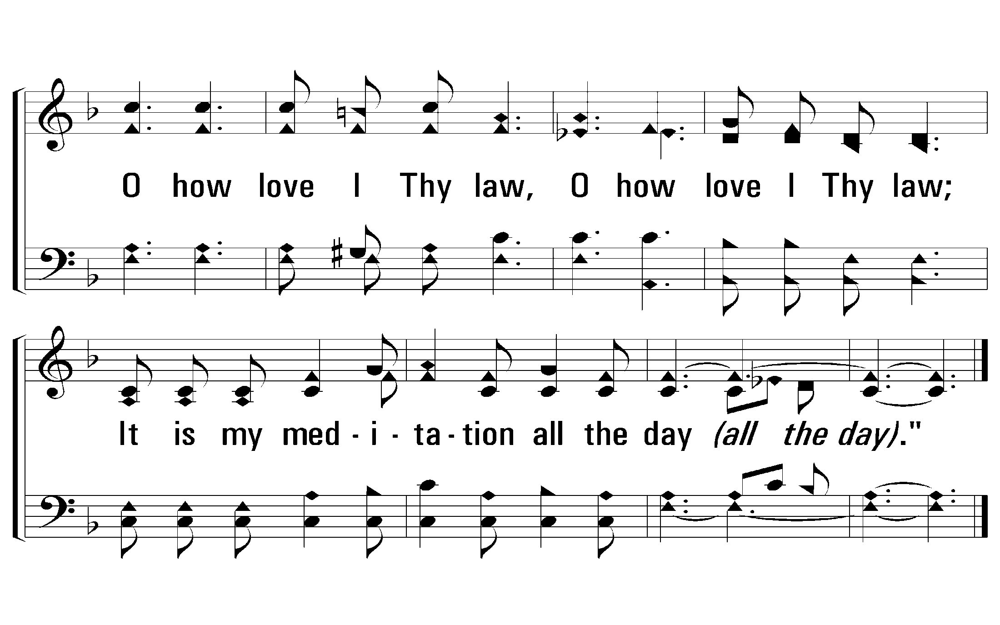 O how love I Thy law, O how love I Thy law;
It is my med - i - ta - tion all the day (all the day)."